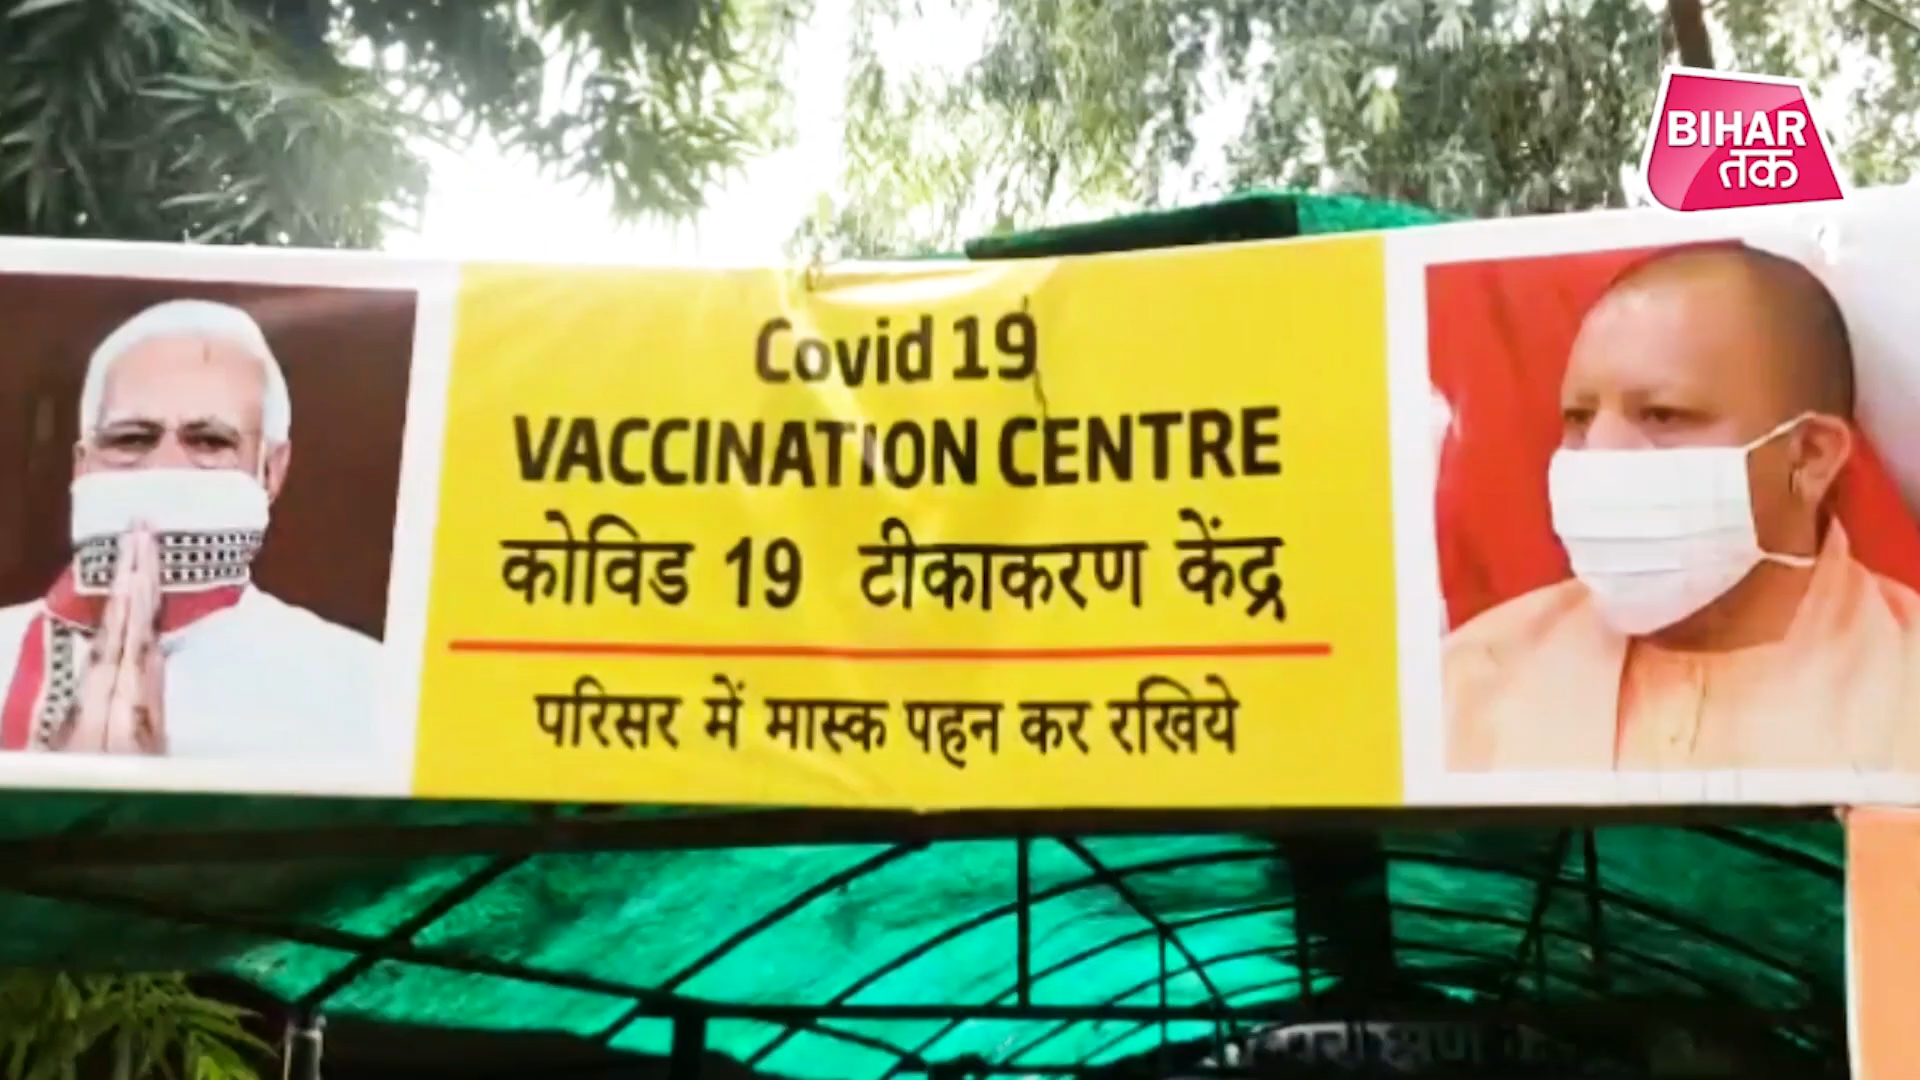 BIHAR
तक
Covid 19
VACCINATION CENTRE
कोविड 19 टीकाकरण केंद्र
परिसर में मास्क पहन कर रखिये